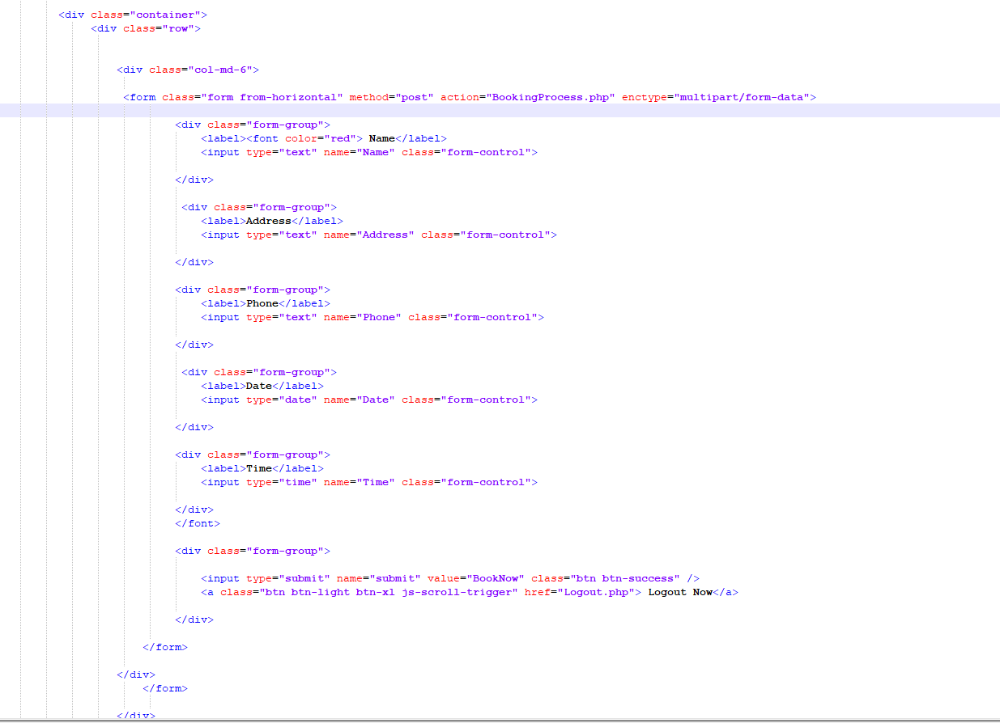 <div class="container">
<div class="row">
<div class="col-md-6">
<form class="form from-horizontal" method="post" action="BookingProcess.php" enctype="multipart/form-data">
<div class="form-group">
<label><font color="red"> Name</label>
<input type="text" name="Name" class="form-control">
</div>
<div class="form-group">
<label>Address</label>
<input type="text" name="Address" class="form-control">
</div>
<div class="form-group">
<label>Phone</label>
<input type="text" name="Phone" class="form-control">
</div>
<div class="form-group">
<label>Date</label>
<input type="date" name="Date" class="form-control">
</div>
<div class="form-group">
<label>Time</label>
<input type="time" name="Time" class="form-control">
</div>
</font>
<div class="form-group">
<input type="submit" name="submit" value="BookNow" class="btn btn-success" />
<a class="btn btn-light btn-xl js-scroll-trigger" href="Logout.php"> Logout Now</a>
</div>
</form>
</div>
</form>
</div>